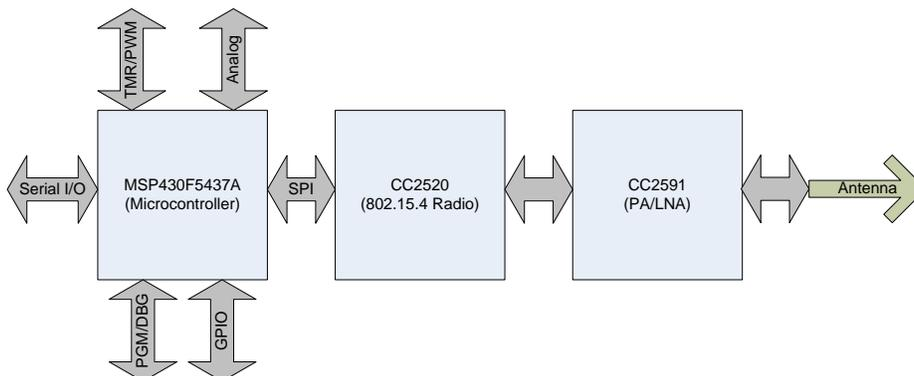 TMR/PWM
Analog
Serial I/O
MSP430F5437A
(Microcontroller)
SPI
CC2520
(802.15.4 Radio)
CC2591
(PA/LNA)
Antenna
PGM/DBG
GPIO